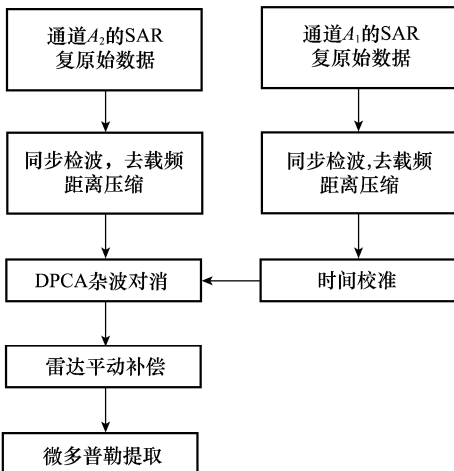 通道A₂的SAR
复原始数据
通道A₁的SAR
复原始数据
同步检波，去载频
距离压缩
同步检波,去载频
距离压缩
DPCA杂波对消
时间校准
雷达平动补偿
微多普勒提取